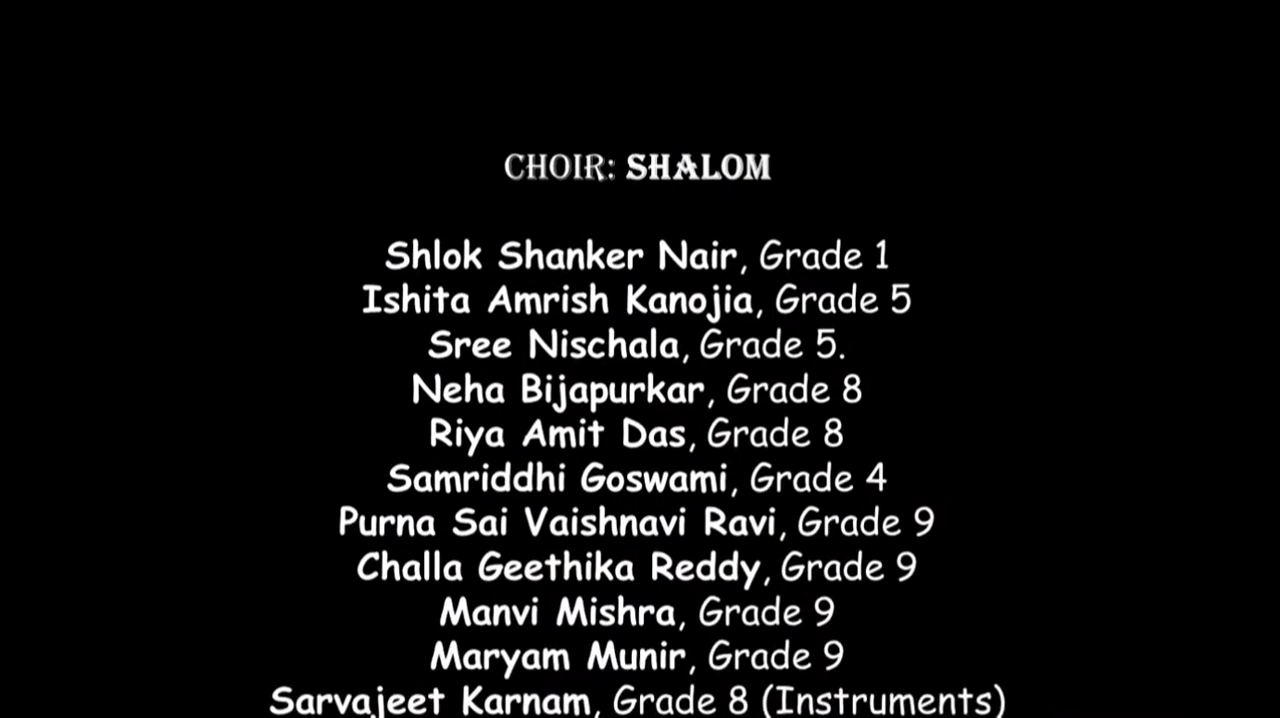 CHOIR: SHALOM
Shlok Shanker Nair, Grade 1
Ishita Amrish Kanojia, Grade 5
Sree Nischala, Grade 5.
Neha Bijapurkar, Grade 8
Riya Amit Das, Grade 8
Samriddhi Goswami, Grade 4
Purna Sai Vaishnavi Ravi, Grade 9
Challa Geethika Reddy, Grade 9
Manvi Mishra, Grade 9
Maryam Munir, Grade 9
Sarvajeet Karnam, Grade 8 (Instruments)